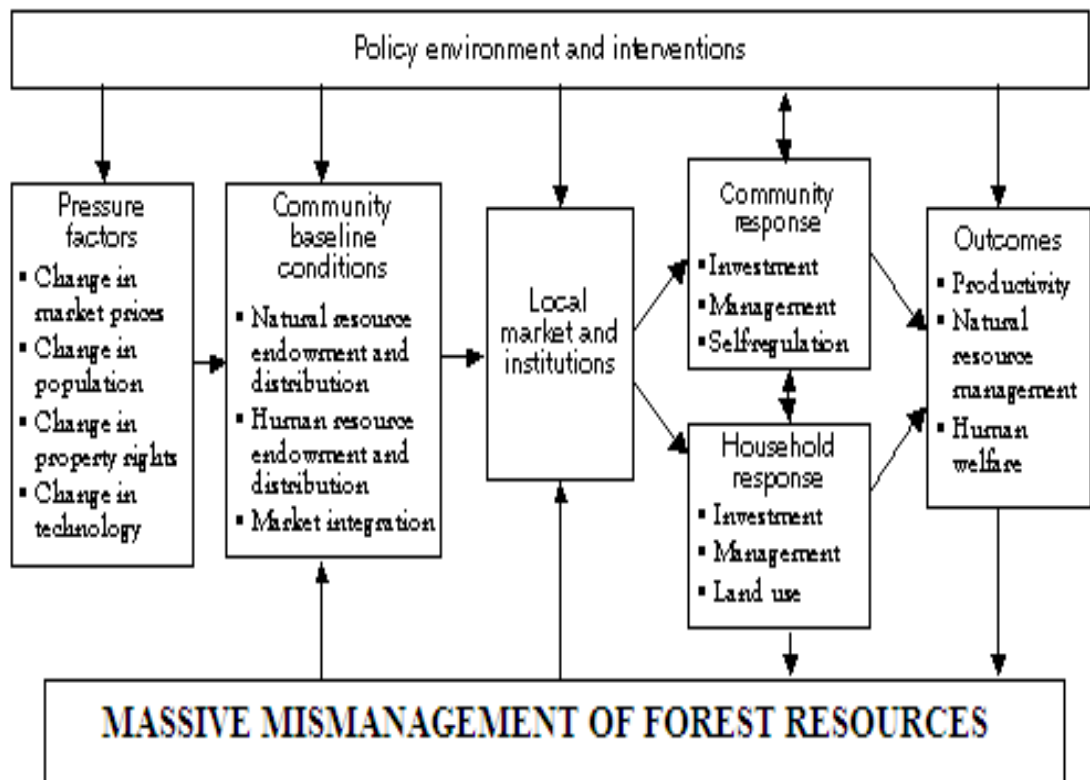 Policy environment and interventions
Pressure
factors
▪ Change in
market prices
▪ Change in
population
▪ Change in
property rights
▪ Change in
technology
Community
baseline
conditions
▪ Natural resource
endowment and
distribution
▪ Human resource
endowment and
distribution
▪ Market integration
Local
market and
institutions
Community
response
▪ Investment
▪ Management
▪ Self-regulation
Household
response
▪ Investment
▪ Management
▪ Land use
Outcomes
▪ Productivity
▪ Natural
resource
management
▪ Human
welfare
MASSIVE MISMANAGEMENT OF FOREST RESOURCES